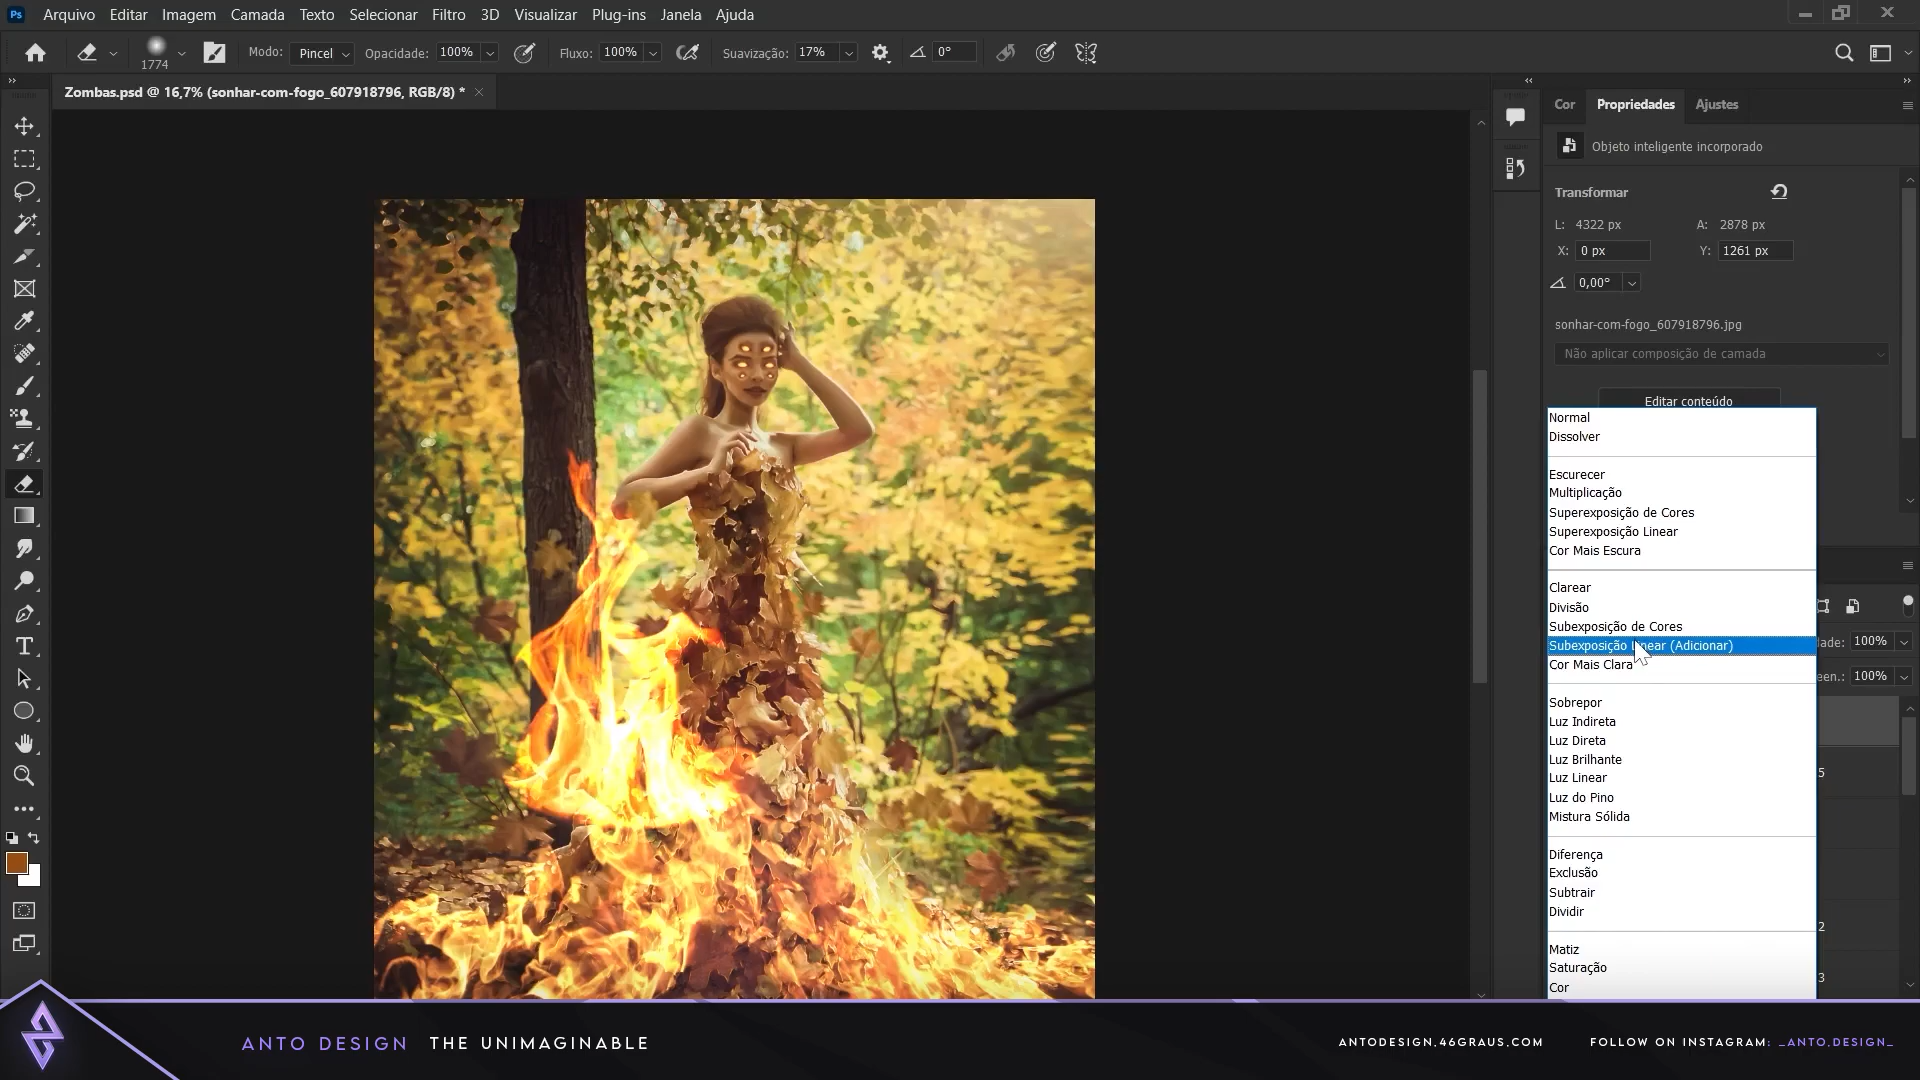 Ps Arquivo Editar Imagem Camada Texto Selecionar Filtro 3D Visualizar Plug-ins Janela Ajuda
1774 Modo: Pincel Opacidade: 100% Fluxo: 100% Suavização: 17% 0°
Zombas.psd @ 16,7% (sonhar-com-fogo_607918796, RGB/8) *
Cor Propriedades Ajustes
Objeto inteligente incorporado
Transformar
L: 4322 px A: 2878 px
X: 0 px Y: 1261 px
0,00°
sonhar-com-fogo_607918796.jpg
Não aplicar composição de camada
Editar conteúdo
Normal
Dissolver
Escurecer
Multiplicação
Superexposição de Cores
Superexposição Linear
Cor Mais Escura
Clarear
Divisão
Subexposição de Cores
Subexposição Linear (Adicionar)
dade: 100%
Cor Mais Clara
een.: 100%
Sobrepor
Luz Indireta
Luz Direta
Luz Brilhante
5
Luz Linear
Luz do Pino
Mistura Sólida
Diferença
Exclusão
Subtrair
Dividir
2
Matiz
Saturação
3
Cor
ANTO DESIGN THE UNIMAGINABLE
ANTODESIGN.46GRAUS.COM
FOLLOW ON INSTAGRAM: _ANTO.DESIGN_